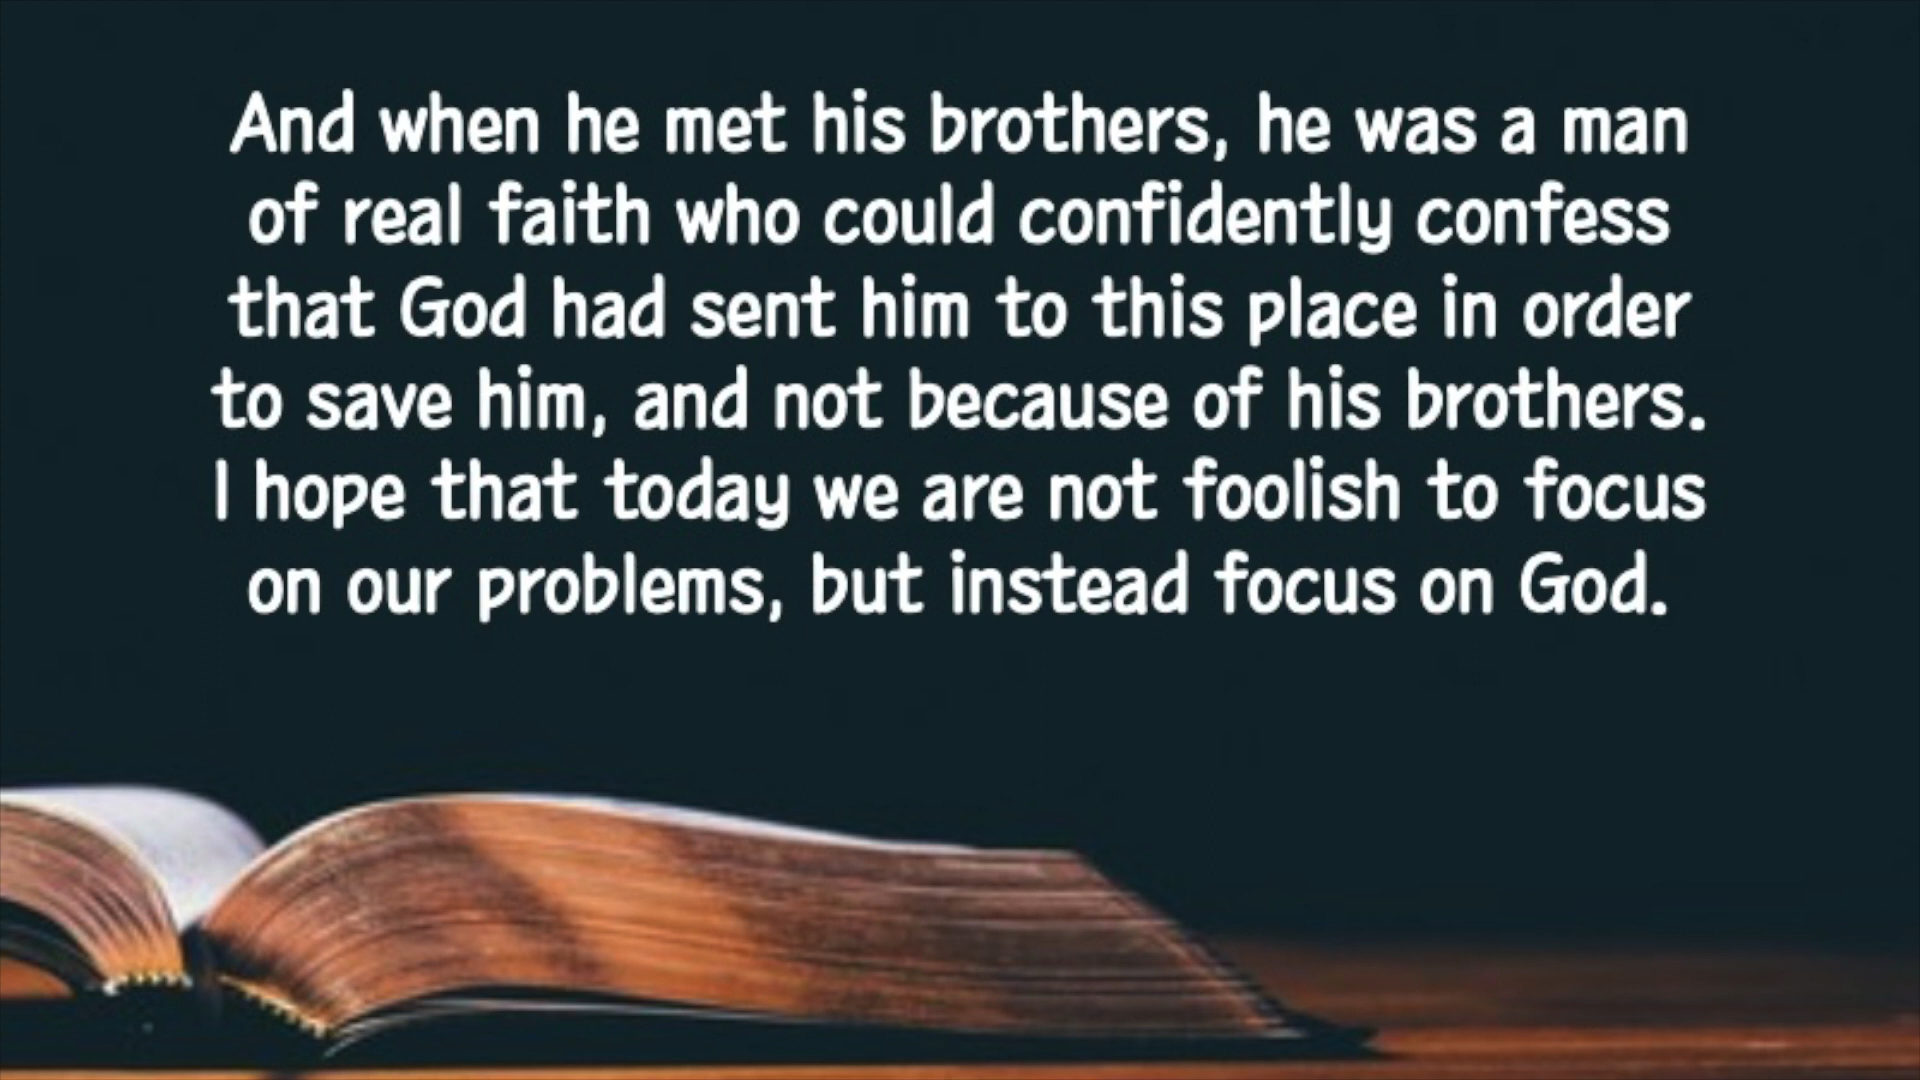 And when he met his brothers, he was a man
of real faith who could confidently confess
that God had sent him to this place in order
to save him, and not because of his brothers.
I hope that today we are not foolish to focus
on our problems, but instead focus on God.